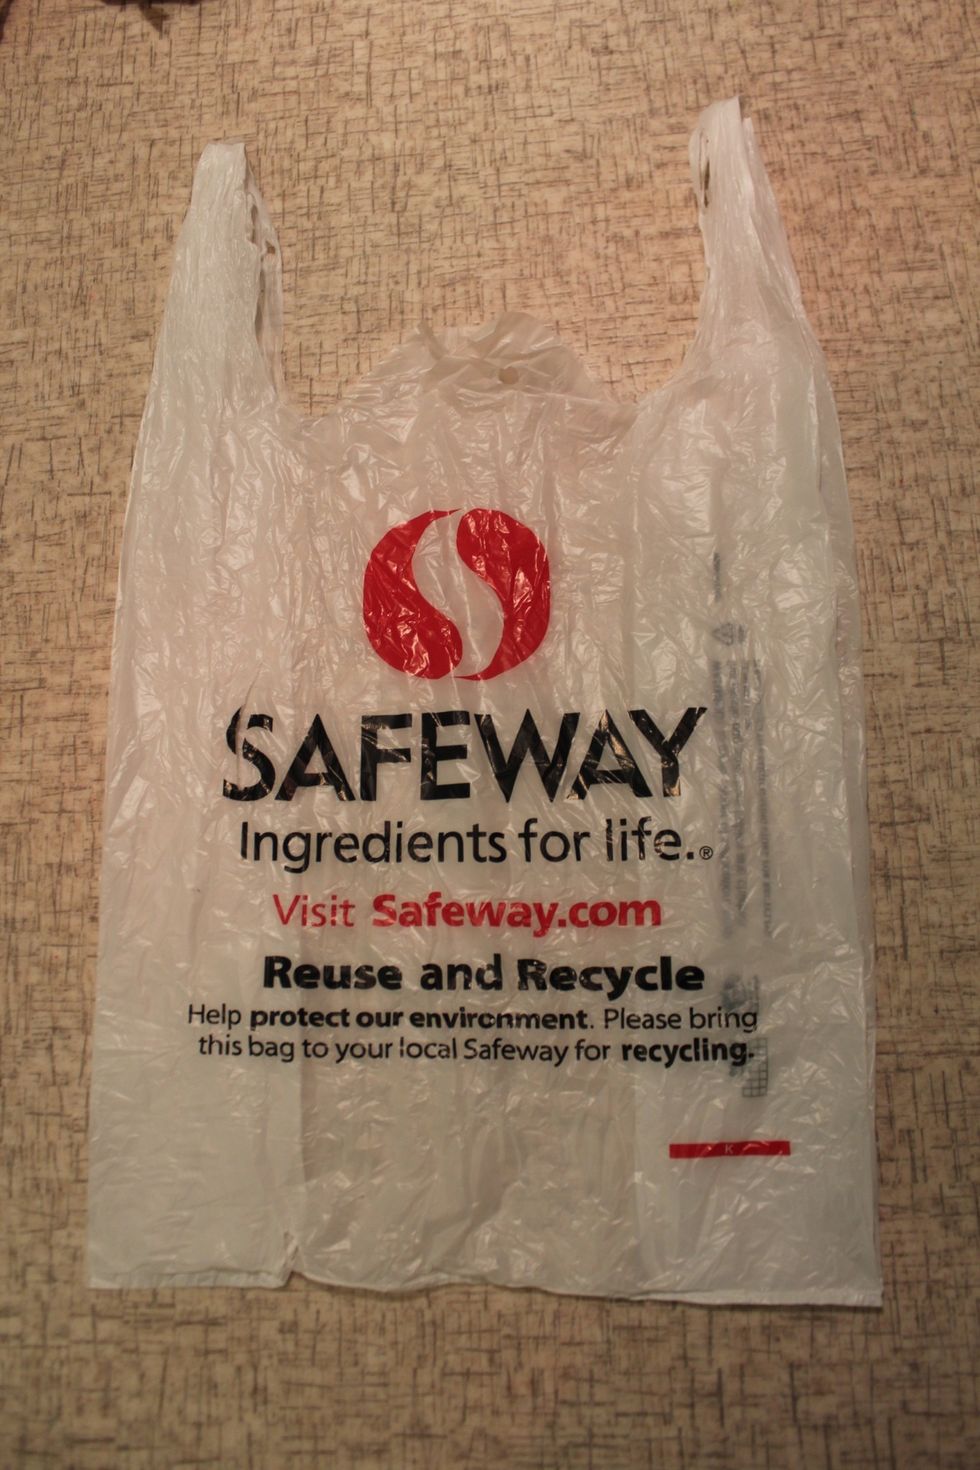 SAFEWAY
Ingredients for life.®
Visit Safeway.com
Reuse and Recycle
Help protect our environment. Please bring
this bag to your local Safeway for recycling.
K